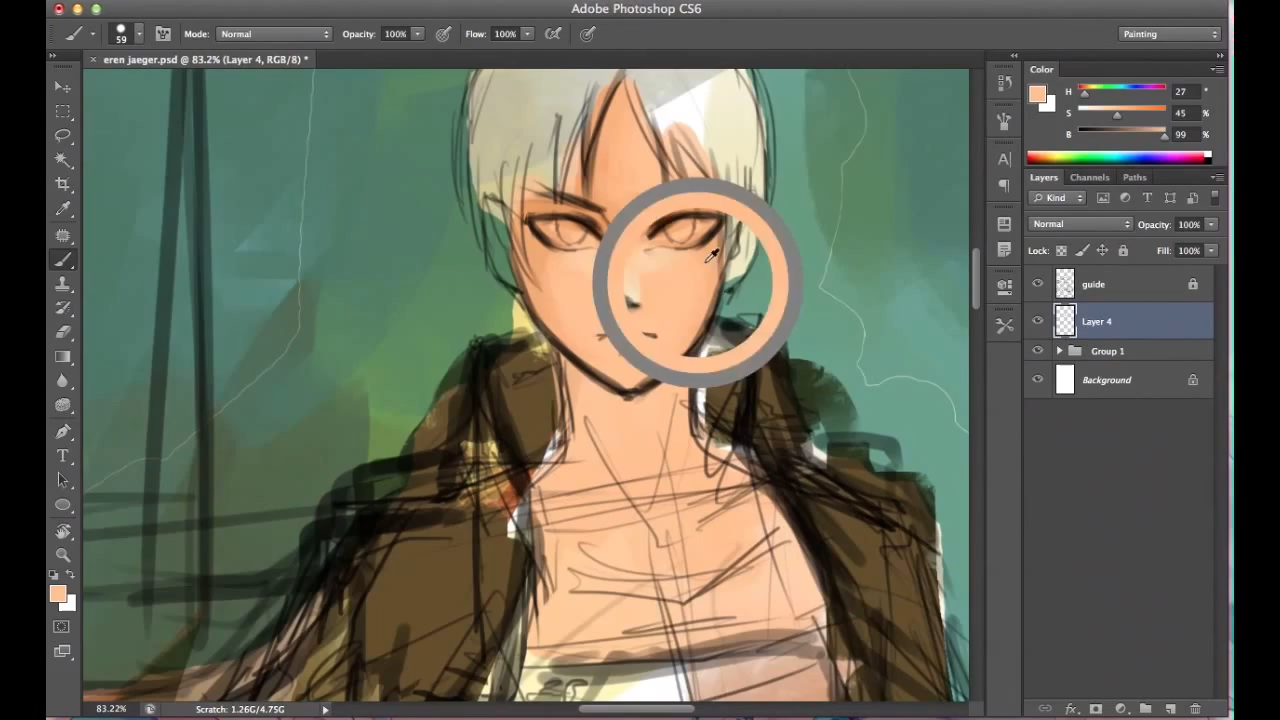 Adobe Photoshop CS6
59 Mode: Normal Opacity: 100% Flow: 100% Painting
× eren jaeger.psd @ 83.2% (Layer 4, RGB/8) *
Color
H 27 °
S 45 %
B 99 %
Layers Channels Paths
Kind
Normal Opacity: 100%
Lock: Fill: 100%
guide
Layer 4
Group 1
Background
83.22% Scratch: 1.26G/4.75G